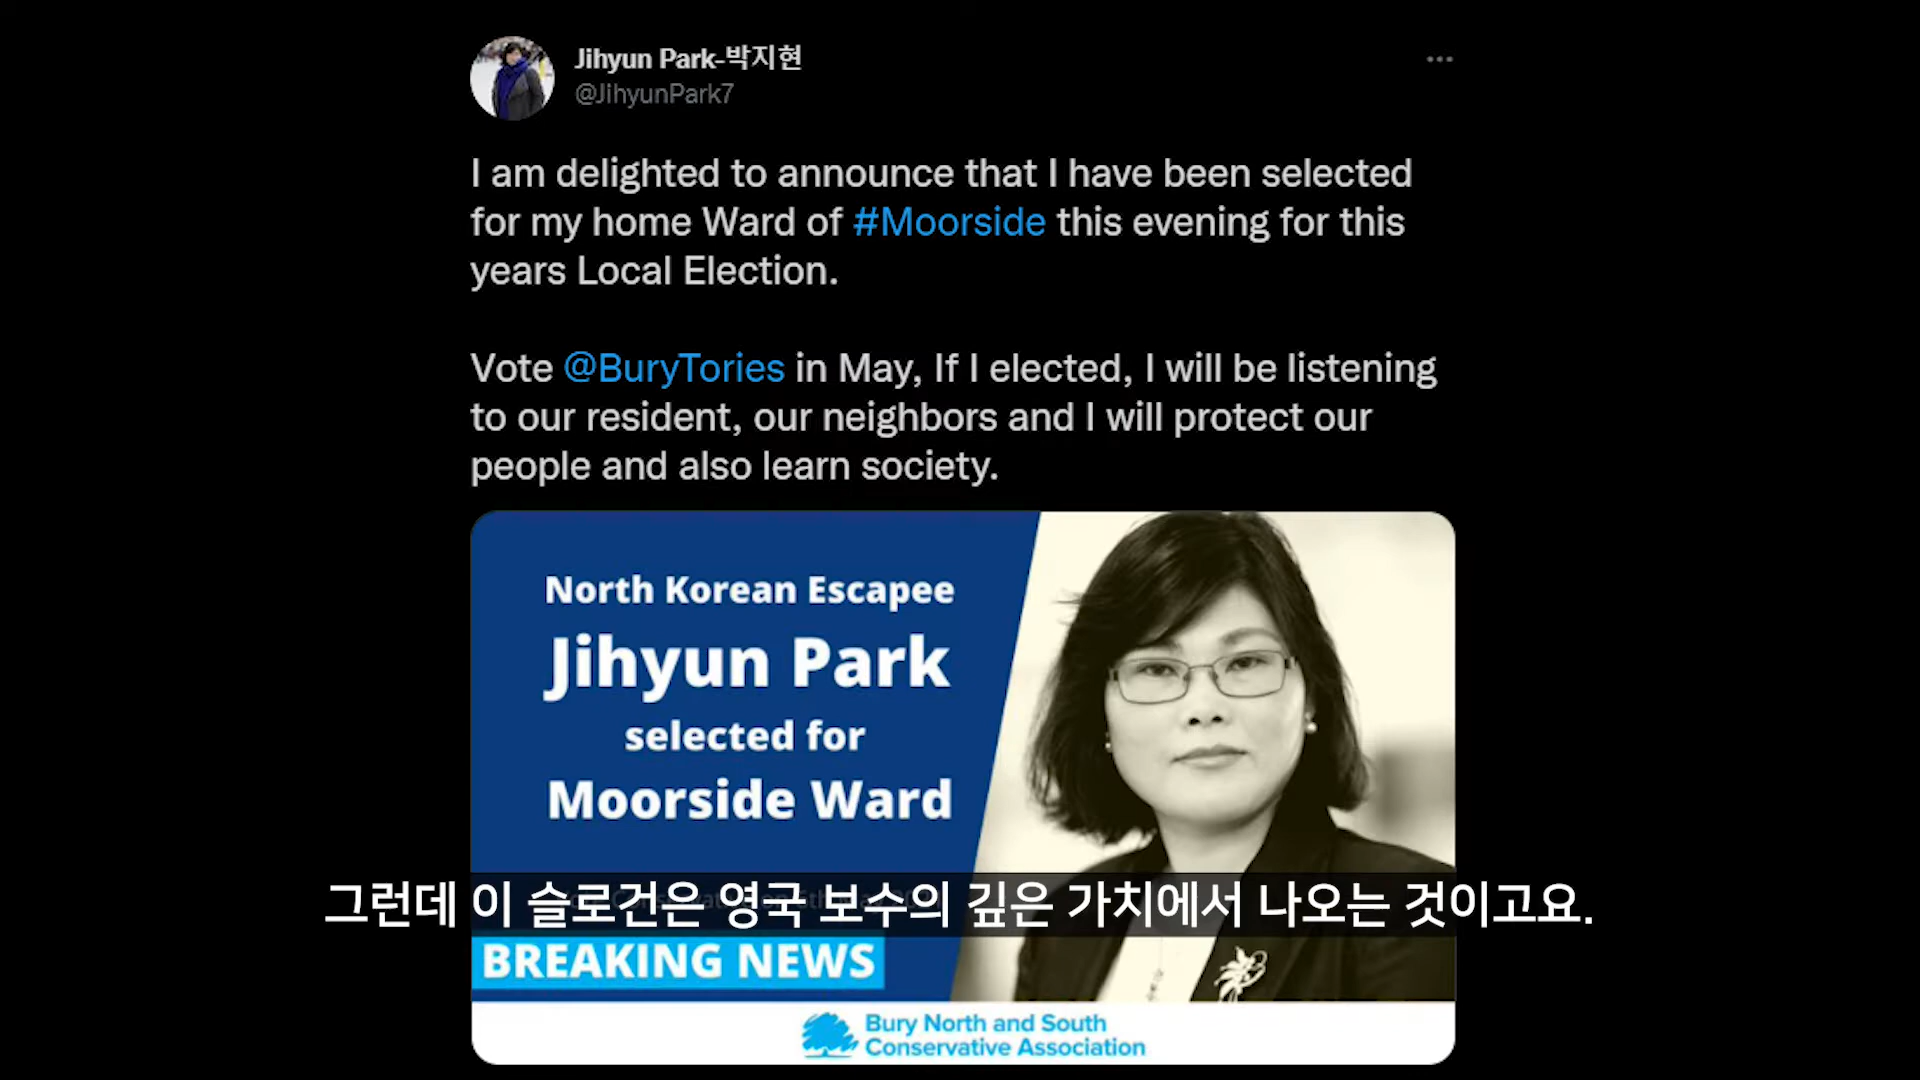 Jihyun Park-박지현
@JihyunPark7
I am delighted to announce that I have been selected
for my home Ward of #Moorside this evening for this
years Local Election.
Vote @BuryTories in May, If I elected, I will be listening
to our resident, our neighbors and I will protect our
people and also learn society.
North Korean Escapee
Jihyun Park
selected for
Moorside Ward
그런데 이 슬로건은 영국 보수의 깊은 가치에서 나오는 것이고요.
BREAKING NEWS
Bury North and South
Conservative Association